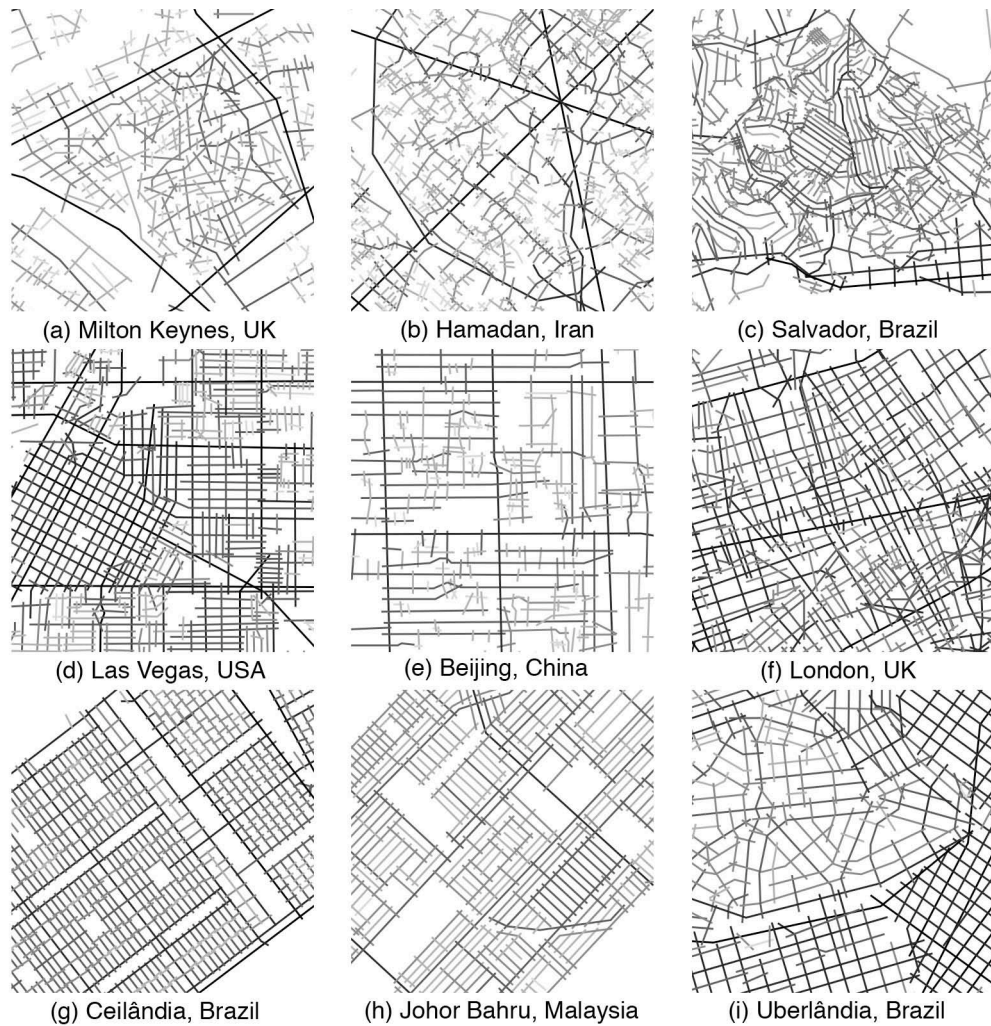 (a) Milton Keynes, UK
(b) Hamadan, Iran
(c) Salvador, Brazil
(d) Las Vegas, USA
(e) Beijing, China
(f) London, UK
(g) Ceilândia, Brazil
(h) Johor Bahru, Malaysia
(i) Uberlândia, Brazil